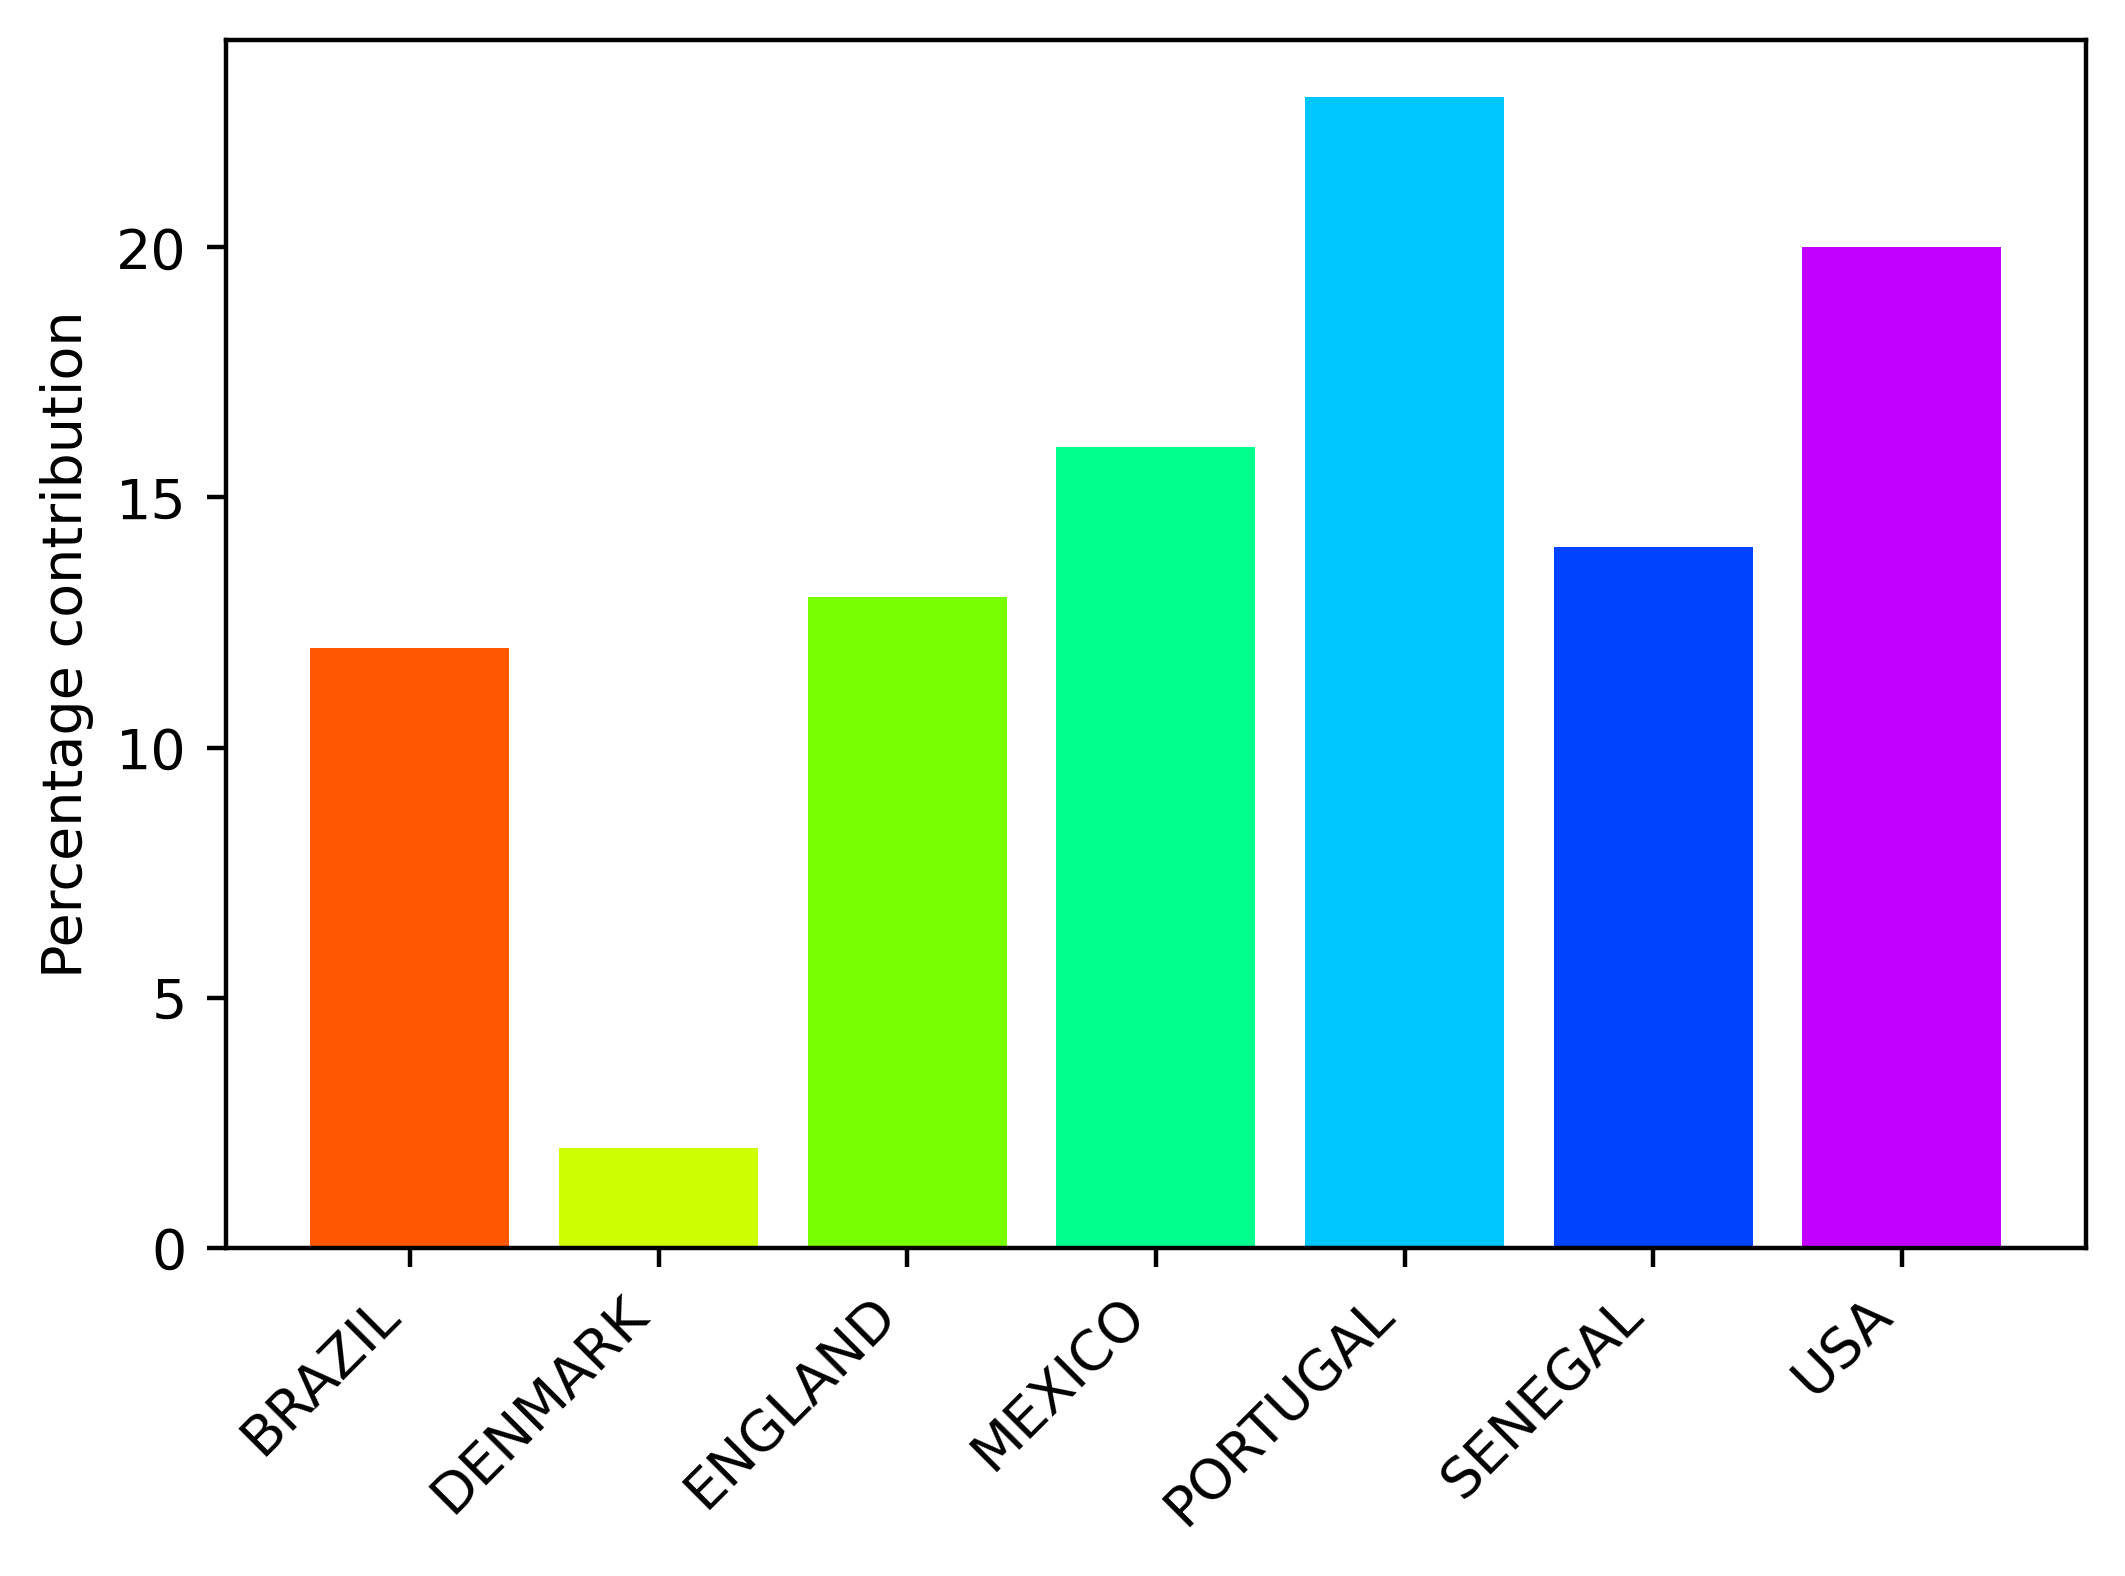 Percentage contribution
20
15
10
5
0
BRAZIL
DENMARK
ENGLAND
MEXICO
PORTUGAL
SENEGAL
USA